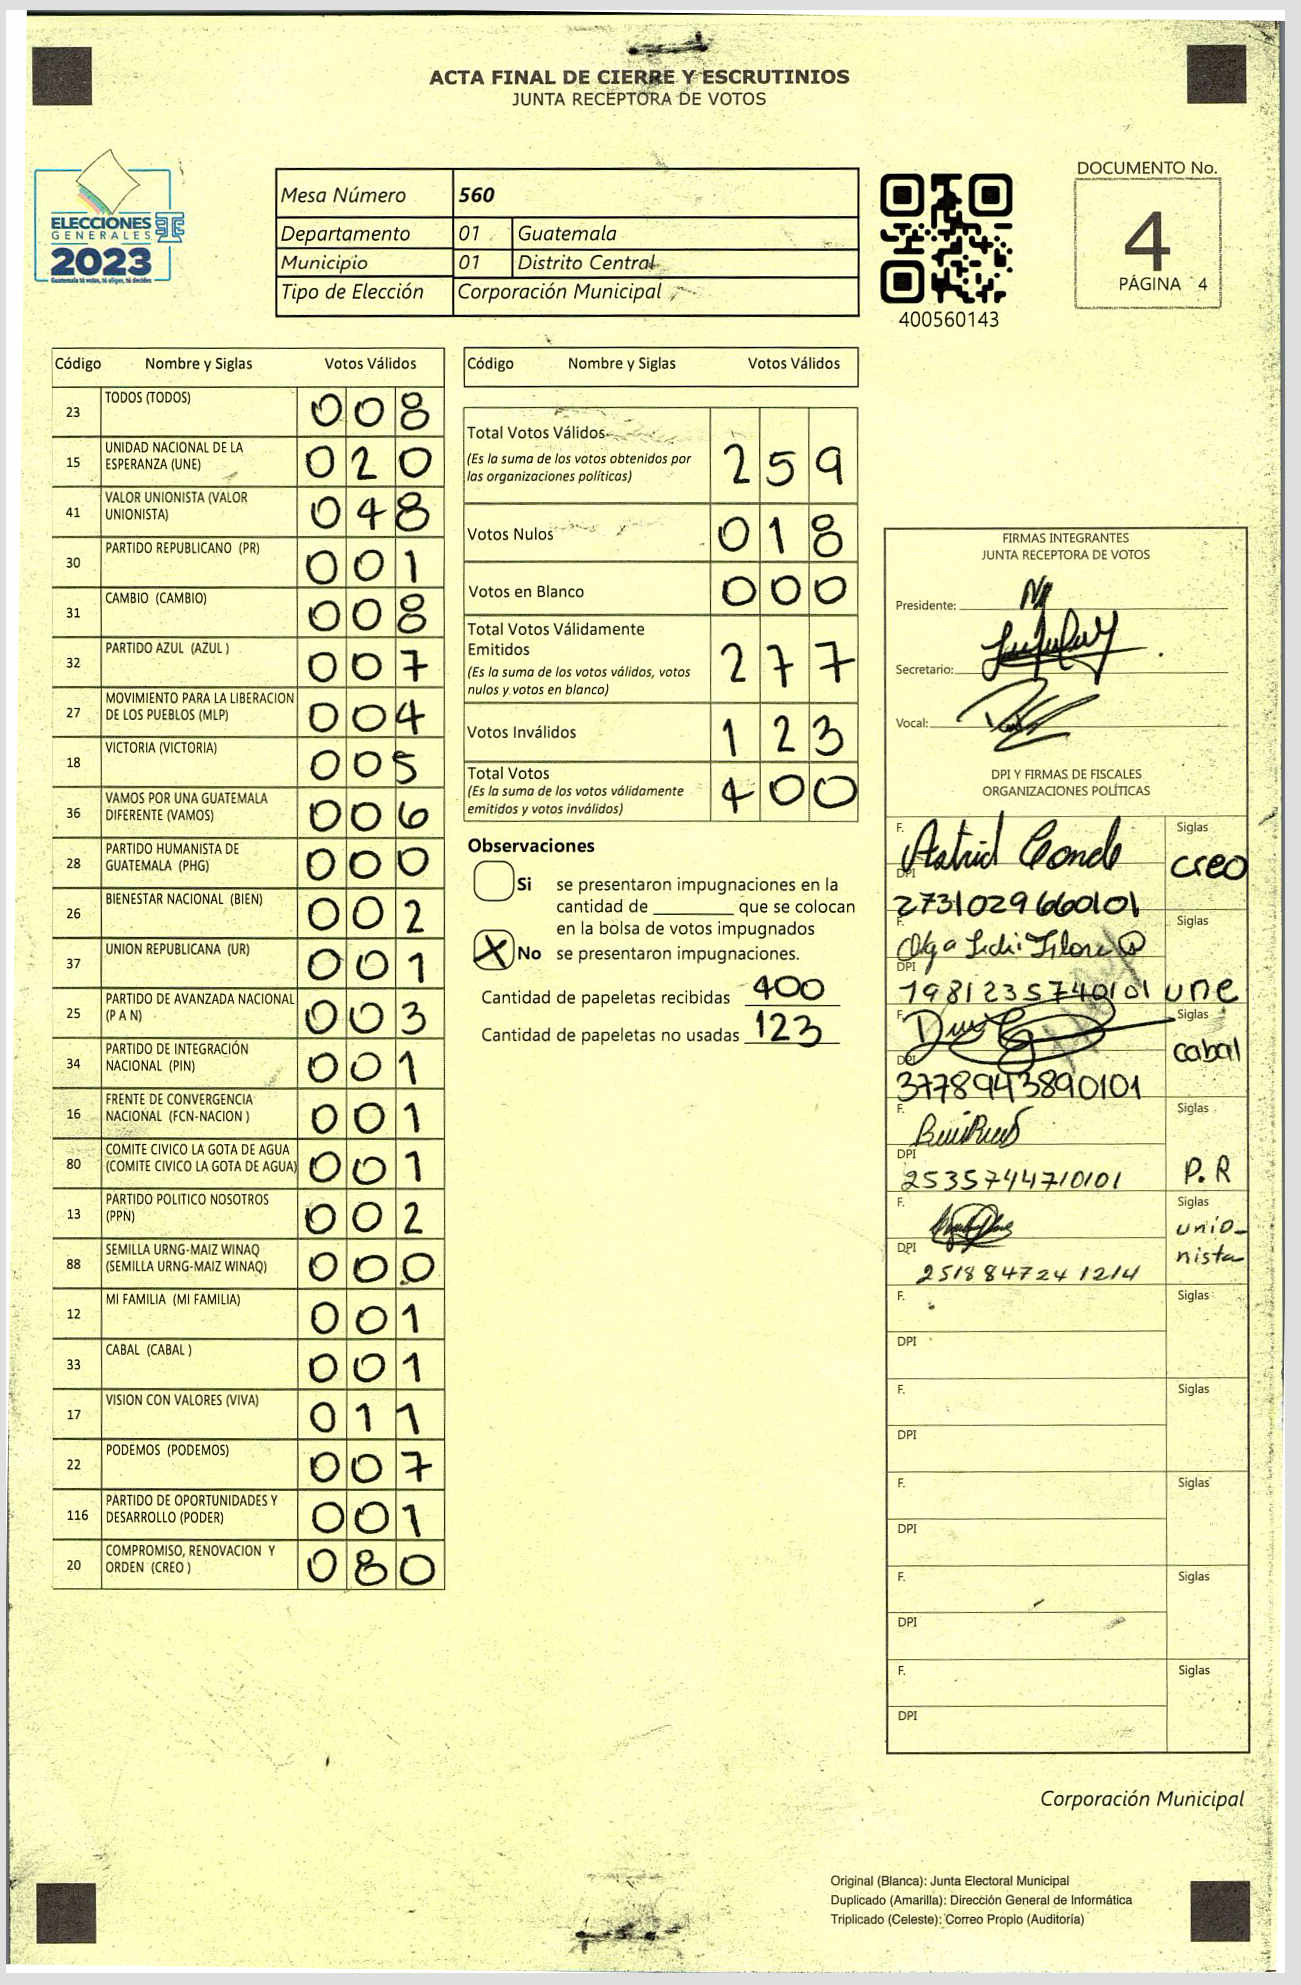 ACTA FINAL DE CIERRE Y ESCRUTINIOS
JUNTA RECEPTORA DE VOTOS
ELECCIONES
GENERALES
2023
Guatemala tú votas, tú eliges, tú decides
Mesa Número 560
Departamento 01 Guatemala
Municipio 01 Distrito Central
Tipo de Elección Corporación Municipal
400560143
DOCUMENTO No.
4
PÁGINA 4
Código Nombre y Siglas Votos Válidos
23 TODOS (TODOS) 008
15 UNIDAD NACIONAL DE LA
ESPERANZA (UNE) 020
41 VALOR UNIONISTA (VALOR
UNIONISTA) 048
30 PARTIDO REPUBLICANO (PR) 001
31 CAMBIO (CAMBIO) 008
32 PARTIDO AZUL (AZUL ) 007
27 MOVIMIENTO PARA LA LIBERACION
DE LOS PUEBLOS (MLP) 004
18 VICTORIA (VICTORIA) 005
36 VAMOS POR UNA GUATEMALA
DIFERENTE (VAMOS) 006
28 PARTIDO HUMANISTA DE
GUATEMALA (PHG) 000
26 BIENESTAR NACIONAL (BIEN) 002
37 UNION REPUBLICANA (UR) 001
25 PARTIDO DE AVANZADA NACIONAL
(P A N) 003
34 PARTIDO DE INTEGRACIÓN
NACIONAL (PIN) 001
16 FRENTE DE CONVERGENCIA
NACIONAL (FCN-NACION ) 001
80 COMITE CIVICO LA GOTA DE AGUA
(COMITE CIVICO LA GOTA DE AGUA) 001
13 PARTIDO POLITICO NOSOTROS
(PPN) 002
88 SEMILLA URNG-MAIZ WINAQ
(SEMILLA URNG-MAIZ WINAQ) 000
12 MI FAMILIA (MI FAMILIA) 001
33 CABAL (CABAL ) 001
17 VISION CON VALORES (VIVA) 011
22 PODEMOS (PODEMOS) 007
116 PARTIDO DE OPORTUNIDADES Y
DESARROLLO (PODER) 001
20 COMPROMISO, RENOVACION Y
ORDEN (CREO ) 080
Código Nombre y Siglas Votos Válidos
Total Votos Válidos
(Es la suma de los votos obtenidos por
las organizaciones políticas) 259
Votos Nulos 018
Votos en Blanco 000
Total Votos Válidamente
Emitidos
(Es la suma de los votos válidos, votos
nulos y votos en blanco) 277
Votos Inválidos 123
Total Votos
(Es la suma de los votos válidamente
emitidos y votos inválidos) 400
Observaciones
Si se presentaron impugnaciones en la
cantidad de ________ que se colocan
en la bolsa de votos impugnados
X No se presentaron impugnaciones.
Cantidad de papeletas recibidas 400
Cantidad de papeletas no usadas 123
FIRMAS INTEGRANTES
JUNTA RECEPTORA DE VOTOS
Presidente:
Secretario:
Vocal:
DPI Y FIRMAS DE FISCALES
ORGANIZACIONES POLÍTICAS
F. Astrid Conde Siglas
creo
DPI
2731029660101
F. Olga Siglas
DPI
1981235740101 une
F. Siglas
cabal
DPI
3778943890101
F. Siglas
DPI
2535744710101 P.R
F. Siglas
unio-
nista
DPI
2518847241214
F. Siglas
DPI
F. Siglas
DPI
F. Siglas
DPI
F. Siglas
DPI
F. Siglas
DPI
Corporación Municipal
Original (Blanca): Junta Electoral Municipal
Duplicado (Amarilla): Dirección General de Informática
Triplicado (Celeste): Correo Propio (Auditoría)